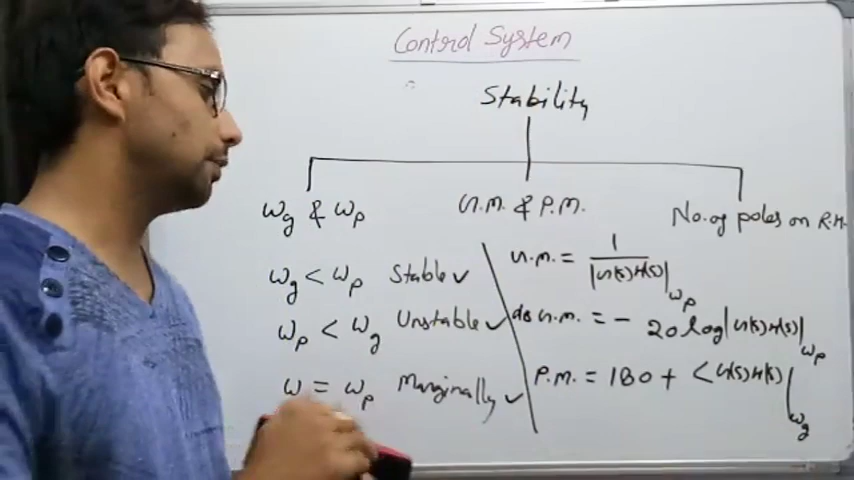 Control System
Stability
ωg & ωp
G.M. & P.M.
No. of poles on R.H
ωg < ωp Stable ✓
ωp < ωg Unstable ✓
ω = ωp Marginally ✓
G.M. = 1 / |G(s)H(s)|ωp
db G.M. = - 20 log |G(s)H(s)|ωp
P.M. = 180 + <G(s)H(s)|ωg